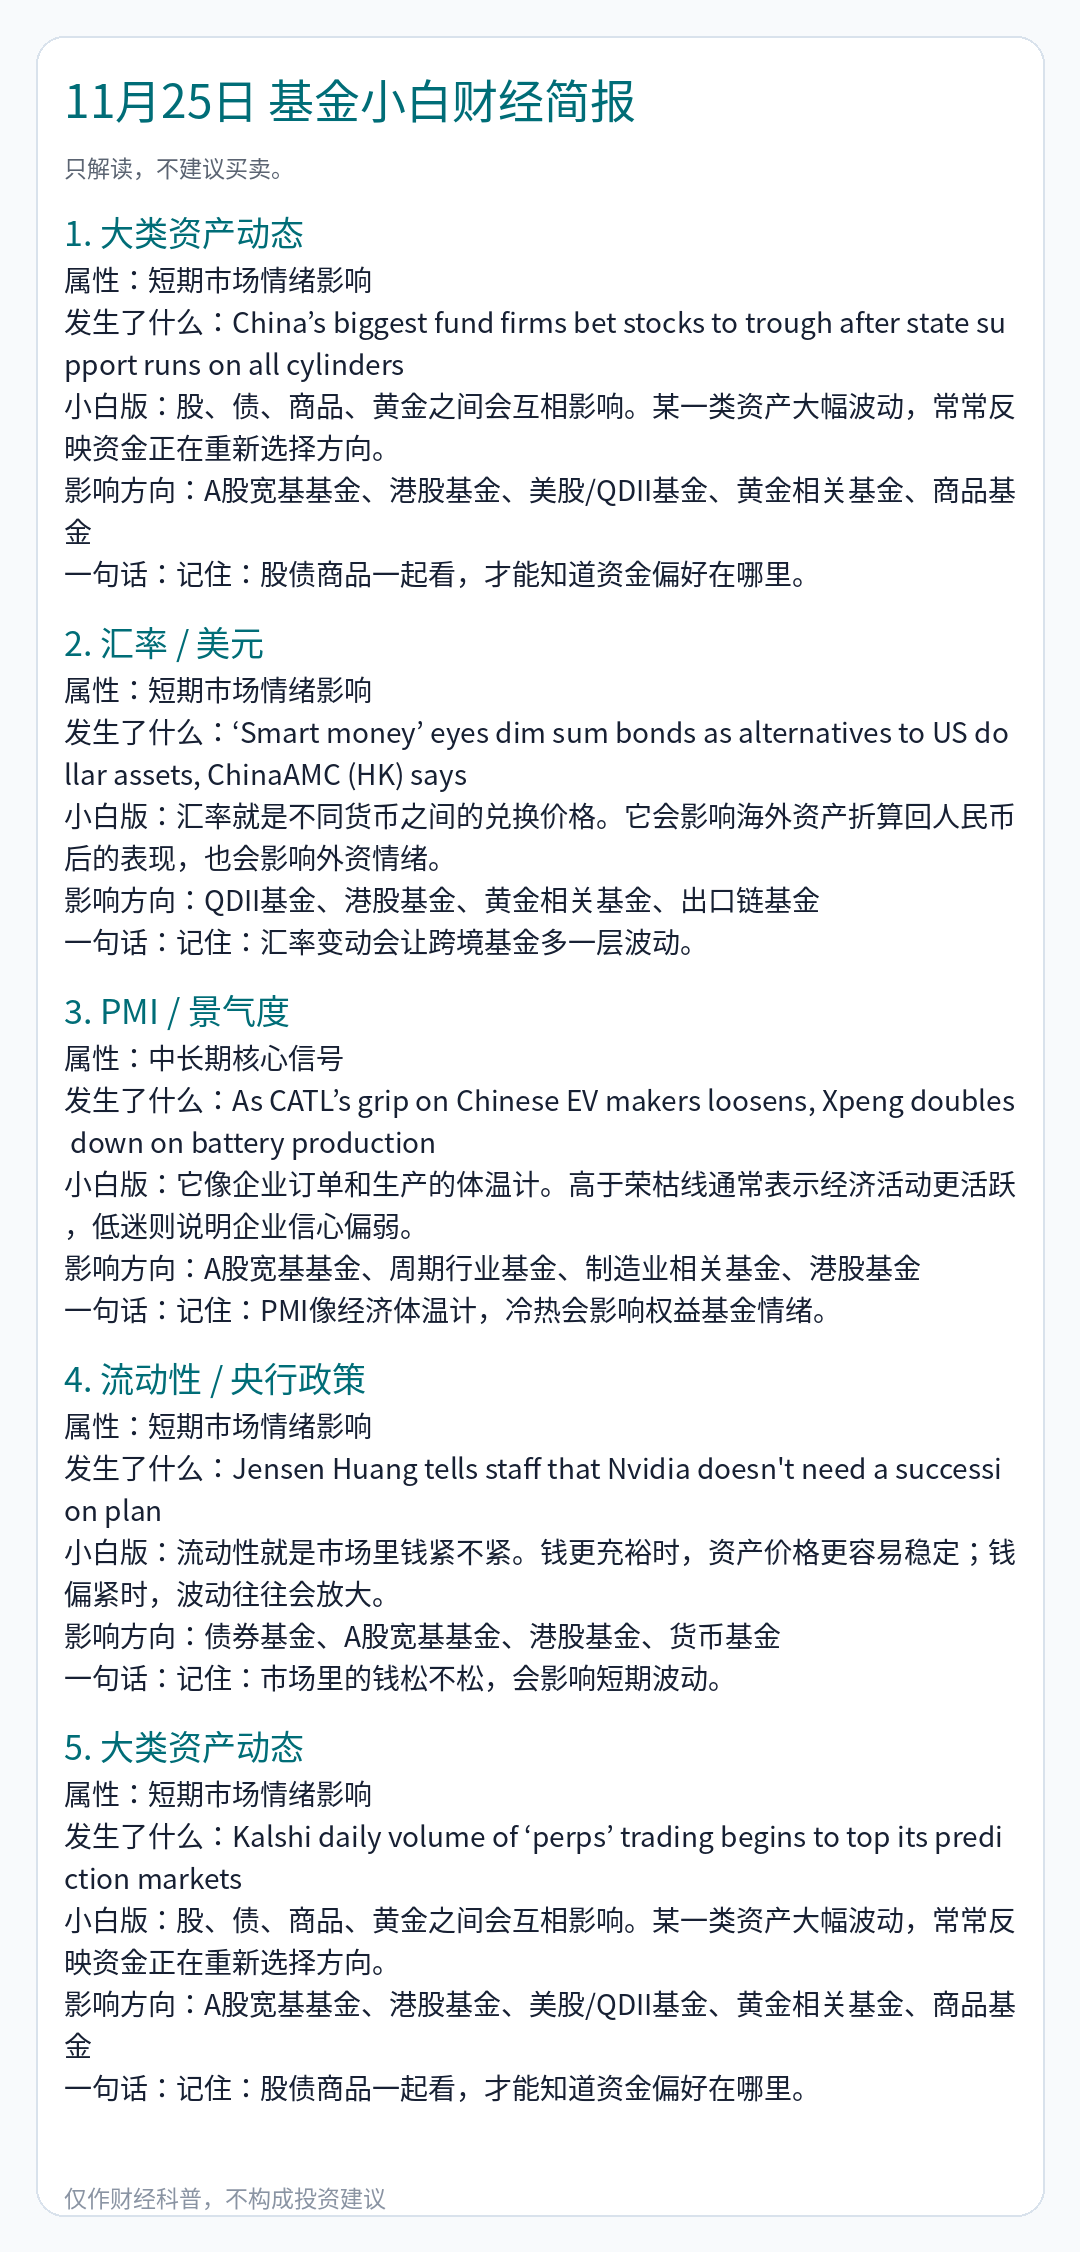 11月25日 基金小白财经简报
只解读，不建议买卖。
1. 大类资产动态
属性：短期市场情绪影响
发生了什么：China’s biggest fund firms bet stocks to trough after state su
pport runs on all cylinders
小白版：股、债、商品、黄金之间会互相影响。某一类资产大幅波动，常常反
映资金正在重新选择方向。
影响方向：A股宽基基金、港股基金、美股/QDII基金、黄金相关基金、商品基
金
一句话：记住：股债商品一起看，才能知道资金偏好在哪里。
2. 汇率 / 美元
属性：短期市场情绪影响
发生了什么：‘Smart money’ eyes dim sum bonds as alternatives to US do
llar assets, ChinaAMC (HK) says
小白版：汇率就是不同货币之间的兑换价格。它会影响海外资产折算回人民币
后的表现，也会影响外资情绪。
影响方向：QDII基金、港股基金、黄金相关基金、出口链基金
一句话：记住：汇率变动会让跨境基金多一层波动。
3. PMI / 景气度
属性：中长期核心信号
发生了什么：As CATL’s grip on Chinese EV makers loosens, Xpeng doubles
down on battery production
小白版：它像企业订单和生产的体温计。高于荣枯线通常表示经济活动更活跃
，低迷则说明企业信心偏弱。
影响方向：A股宽基基金、周期行业基金、制造业相关基金、港股基金
一句话：记住：PMI像经济体温计，冷热会影响权益基金情绪。
4. 流动性 / 央行政策
属性：短期市场情绪影响
发生了什么：Jensen Huang tells staff that Nvidia doesn't need a successi
on plan
小白版：流动性就是市场里钱紧不紧。钱更充裕时，资产价格更容易稳定；钱
偏紧时，波动往往会放大。
影响方向：债券基金、A股宽基基金、港股基金、货币基金
一句话：记住：市场里的钱松不松，会影响短期波动。
5. 大类资产动态
属性：短期市场情绪影响
发生了什么：Kalshi daily volume of ‘perps’ trading begins to top its predi
ction markets
小白版：股、债、商品、黄金之间会互相影响。某一类资产大幅波动，常常反
映资金正在重新选择方向。
影响方向：A股宽基基金、港股基金、美股/QDII基金、黄金相关基金、商品基
金
一句话：记住：股债商品一起看，才能知道资金偏好在哪里。
仅作财经科普，不构成投资建议